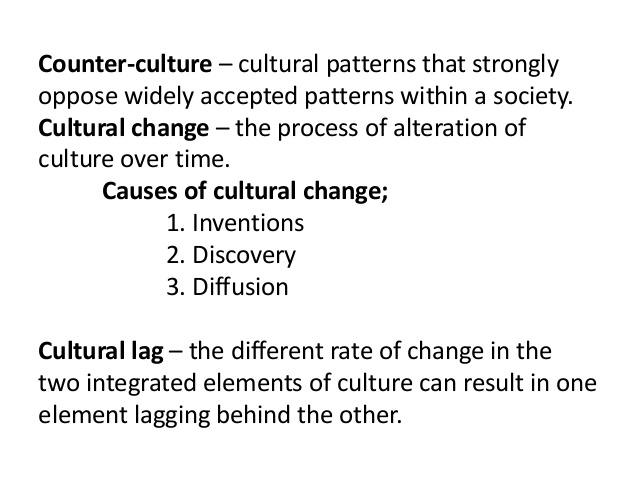 Counter-culture – cultural patterns that strongly
oppose widely accepted patterns within a society.
Cultural change – the process of alteration of
culture over time.
Causes of cultural change;
1. Inventions
2. Discovery
3. Diffusion
Cultural lag – the different rate of change in the
two integrated elements of culture can result in one
element lagging behind the other.